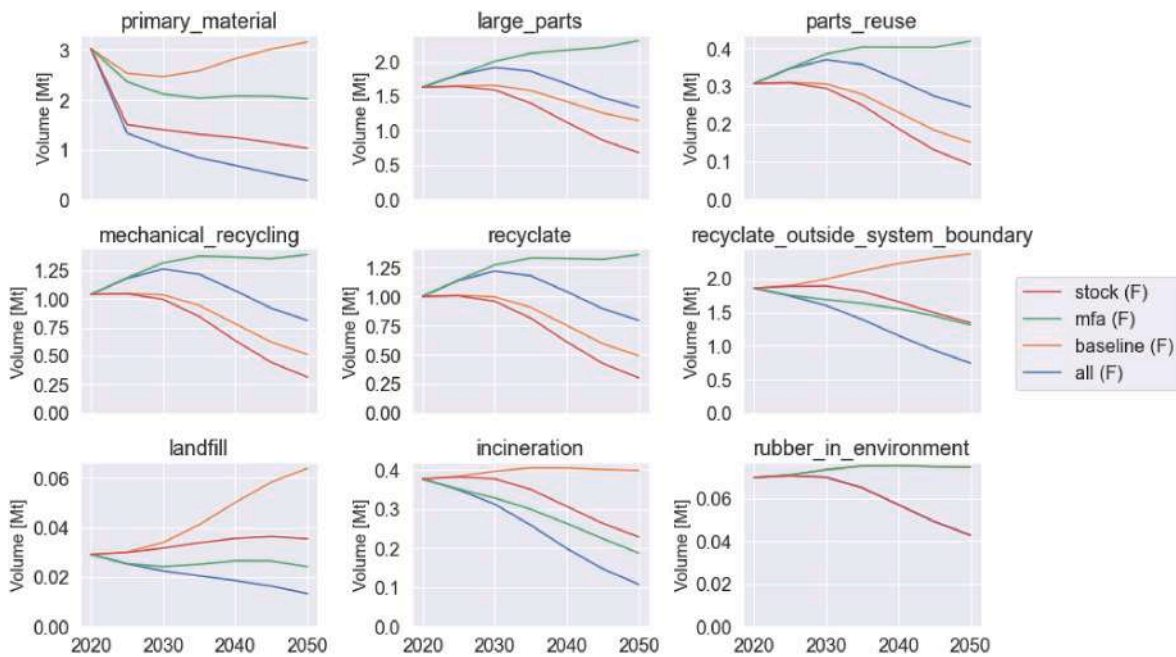 primary_material
large_parts
parts_reuse
Volume [Mt]
3
2
1
0
Volume [Mt]
2.0
1.5
1.0
0.5
0.0
Volume [Mt]
0.4
0.3
0.2
0.1
0.0
mechanical_recycling
recyclate
recyclate_outside_system_boundary
Volume [Mt]
1.25
1.00
0.75
0.50
0.25
0.00
Volume [Mt]
1.25
1.00
0.75
0.50
0.25
0.00
Volume [Mt]
2.0
1.5
1.0
0.5
0.0
stock (F)
mfa (F)
baseline (F)
all (F)
landfill
incineration
rubber_in_environment
Volume [Mt]
0.06
0.04
0.02
0.00
2020 2030 2040 2050
Volume [Mt]
0.4
0.3
0.2
0.1
0.0
2020 2030 2040 2050
Volume [Mt]
0.06
0.04
0.02
0.00
2020 2030 2040 2050